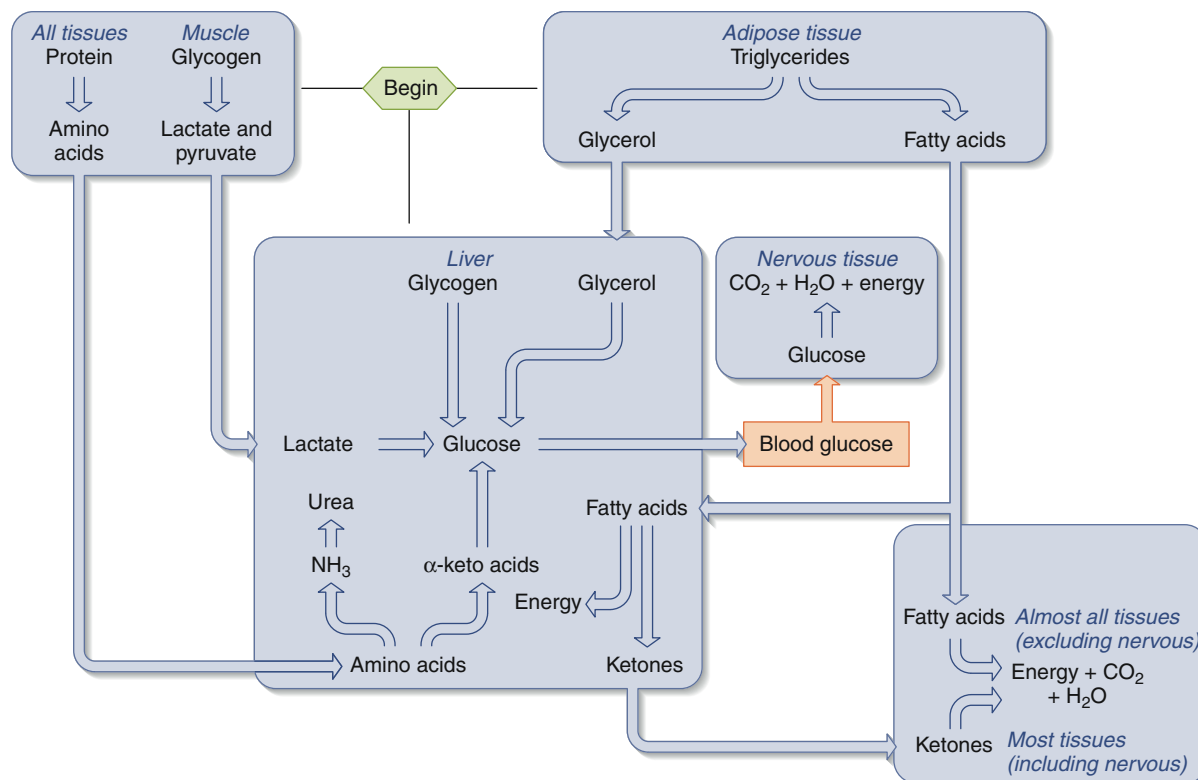 All tissues
Protein
Amino
acids
Muscle
Glycogen
Lactate and
pyruvate
Begin
Adipose tissue
Triglycerides
Glycerol
Fatty acids
Liver
Glycogen
Glycerol
Lactate
Glucose
Urea
NH₃
α-keto acids
Amino acids
Fatty acids
Energy
Ketones
Nervous tissue
CO₂ + H₂O + energy
Glucose
Blood glucose
Fatty acids
Almost all tissues
(excluding nervous)
Energy + CO₂
+ H₂O
Ketones
Most tissues
(including nervous)